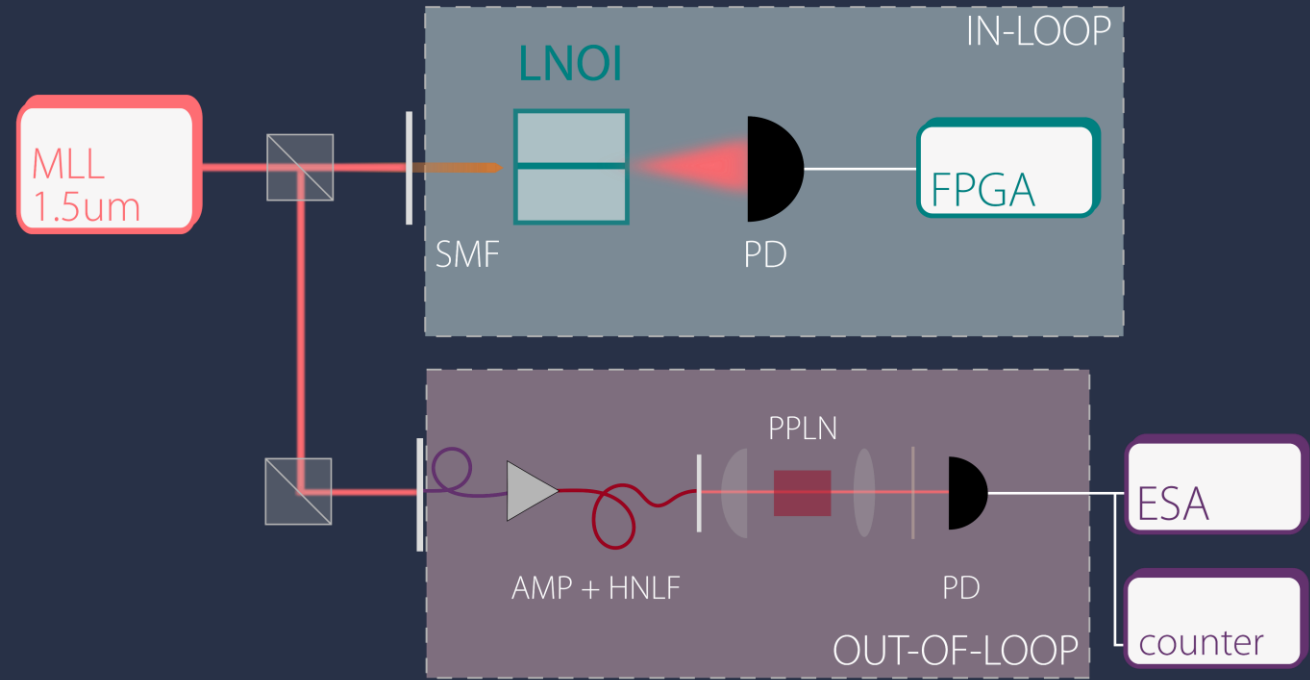 IN-LOOP
LNOI
MLL
1.5um
FPGA
SMF
PD
PPLN
ESA
AMP + HNLF
PD
counter
OUT-OF-LOOP